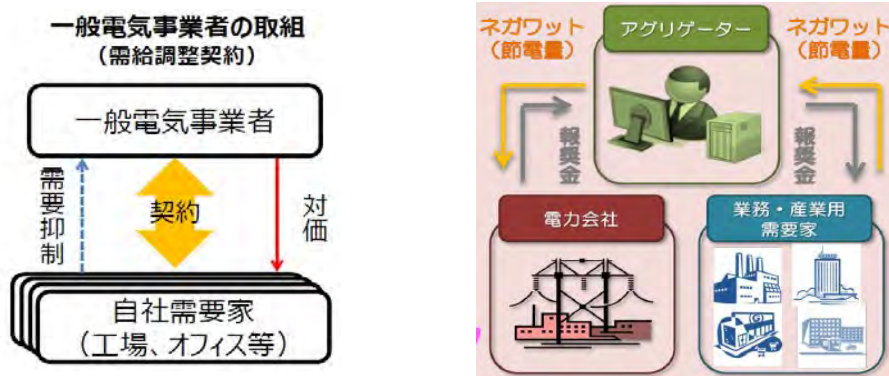 一般電気事業者の取組
(需給調整契約)
一般電気事業者
需要抑制
契約
対価
自社需要家
(工場、オフィス等)
ネガワット
(節電量)
アグリゲーター
ネガワット
(節電量)
報奨金
報奨金
電力会社
業務・産業用
需要家